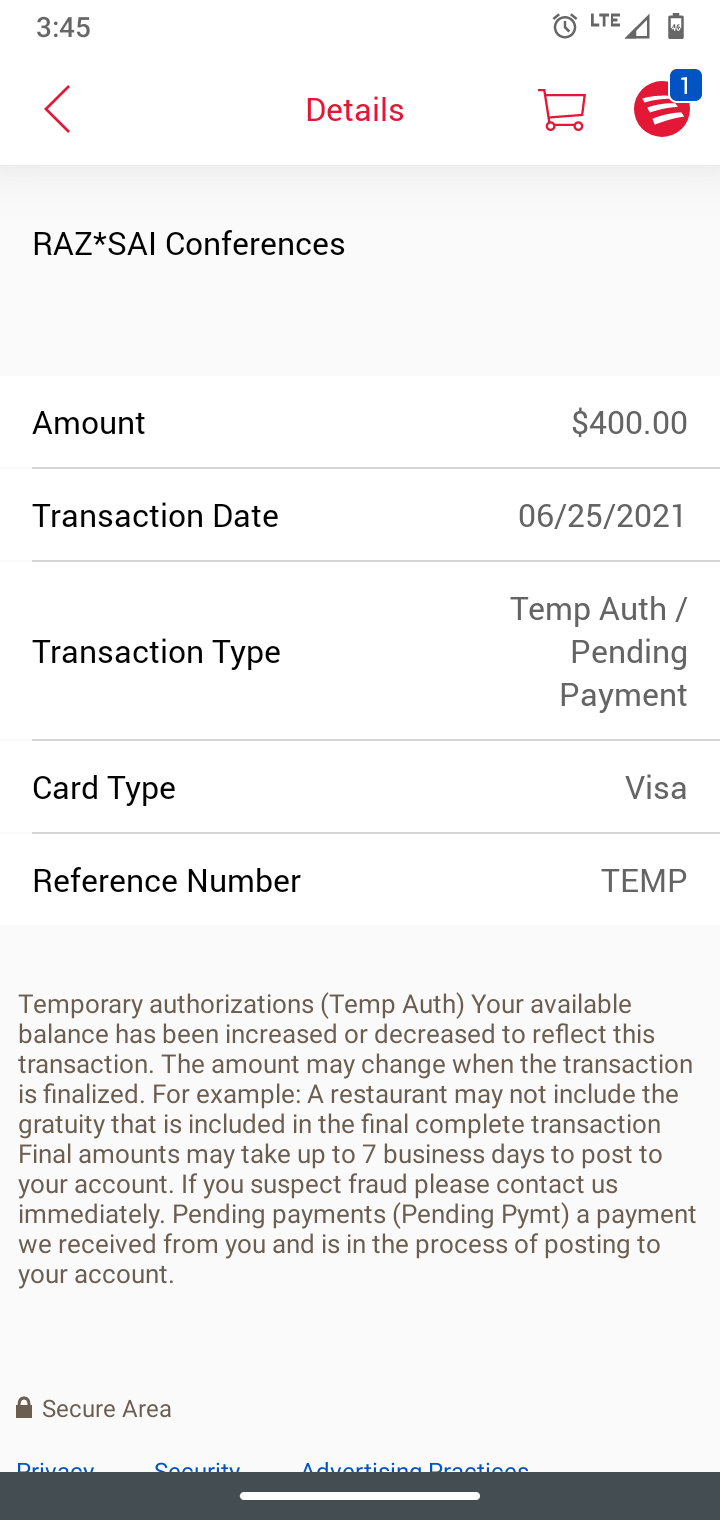 3:45
LTE
46
Details
1
RAZ*SAI Conferences
Amount
$400.00
Transaction Date
06/25/2021
Transaction Type
Temp Auth /
Pending
Payment
Card Type
Visa
Reference Number
TEMP
Temporary authorizations (Temp Auth) Your available
balance has been increased or decreased to reflect this
transaction. The amount may change when the transaction
is finalized. For example: A restaurant may not include the
gratuity that is included in the final complete transaction
Final amounts may take up to 7 business days to post to
your account. If you suspect fraud please contact us
immediately. Pending payments (Pending Pymt) a payment
we received from you and is in the process of posting to
your account.
Secure Area
Privacy Security Advertising Practices